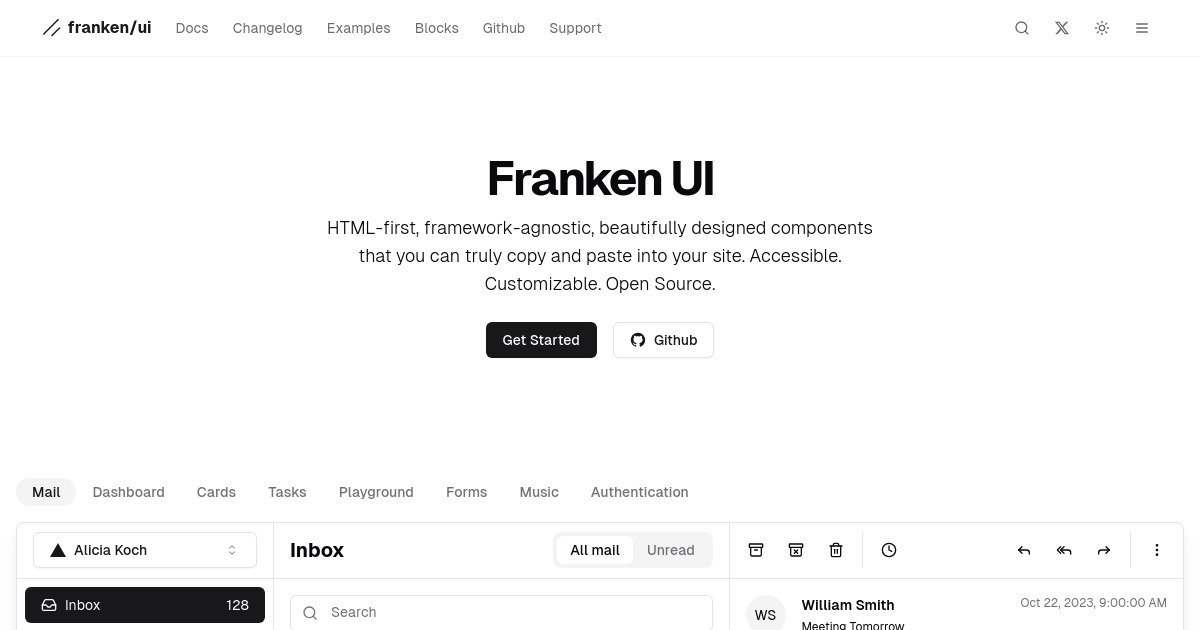 franken/ui Docs Changelog Examples Blocks Github Support
Franken UI
HTML-first, framework-agnostic, beautifully designed components
that you can truly copy and paste into your site. Accessible.
Customizable. Open Source.
Get Started Github
Mail Dashboard Cards Tasks Playground Forms Music Authentication
Alicia Koch
Inbox 128
Inbox All mail Unread
Search
WS William Smith Oct 22, 2023, 9:00:00 AM
Meeting Tomorrow